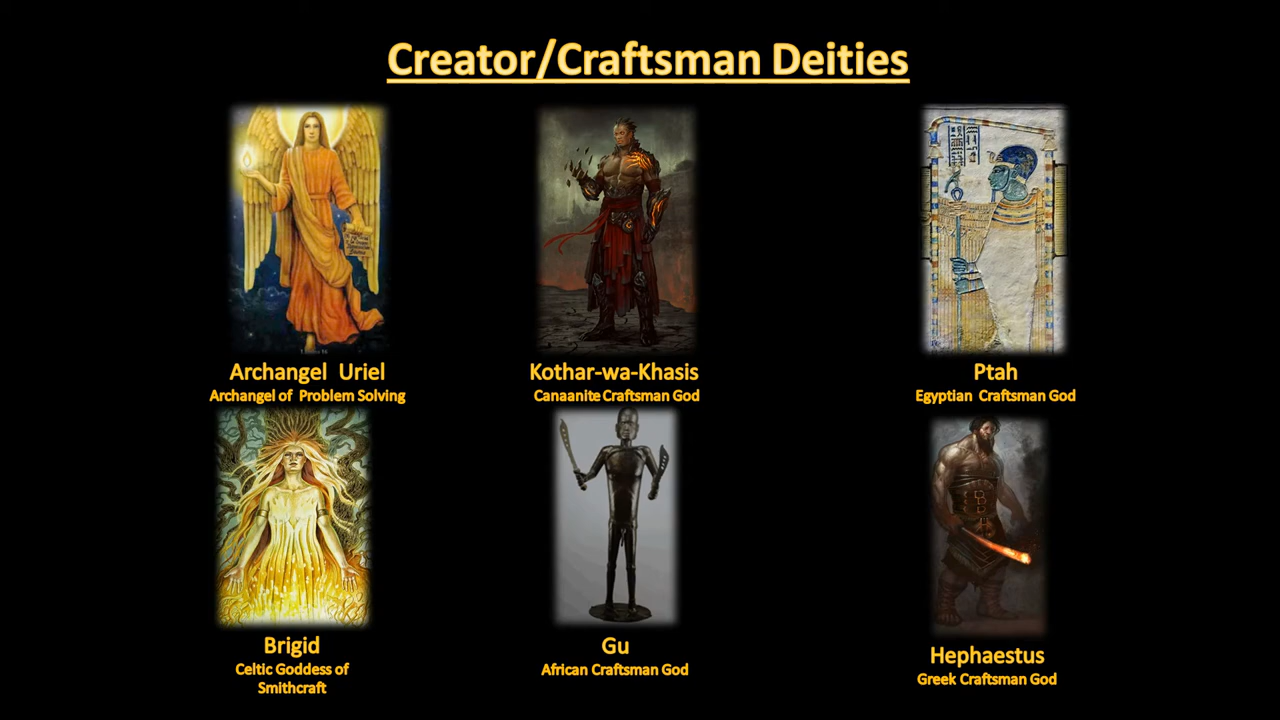 Creator/Craftsman Deities
Archangel Uriel
Archangel of Problem Solving
Kothar-wa-Khasis
Canaanite Craftsman God
Ptah
Egyptian Craftsman God
Brigid
Celtic Goddess of
Smithcraft
Gu
African Craftsman God
Hephaestus
Greek Craftsman God